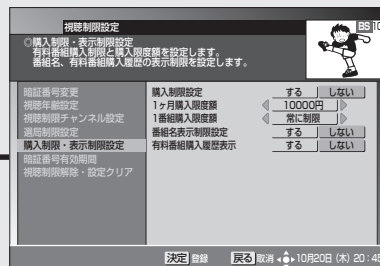 視聴制限設定
BS 10
◎購入制限・表示制限設定
有料番組購入制限と購入限度額を設定します。
番組名、有料番組購入履歴の表示制限を設定します。
暗証番号変更
視聴年齢設定
視聴制限チャンネル設定
選局制限設定
購入制限・表示制限設定
暗証番号有効期間
視聴制限解除・設定クリア
購入制限設定 する しない
1ヶ月購入限度額 10000円
1番組購入限度額 常に制限
番組名表示制限設定 する しない
有料番組購入履歴表示 する しない
決定 登録 戻る 取消 10月20日 (木) 20:45